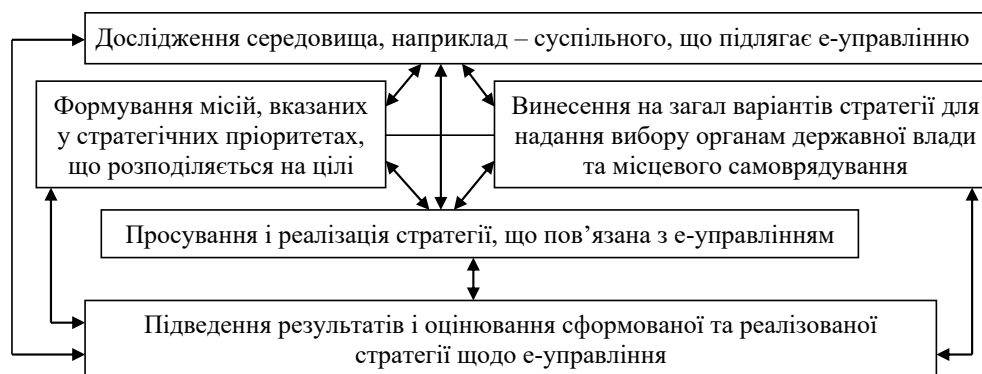 Дослідження середовища, наприклад – суспільного, що підлягає е-управлінню
Формування місій, вказаних
у стратегічних пріоритетах,
що розподіляється на цілі
Винесення на загал варіантів стратегії для
надання вибору органам державної влади
та місцевого самоврядування
Просування і реалізація стратегії, що пов’язана з е-управлінням
Підведення результатів і оцінювання сформованої та реалізованої
стратегії щодо е-управління